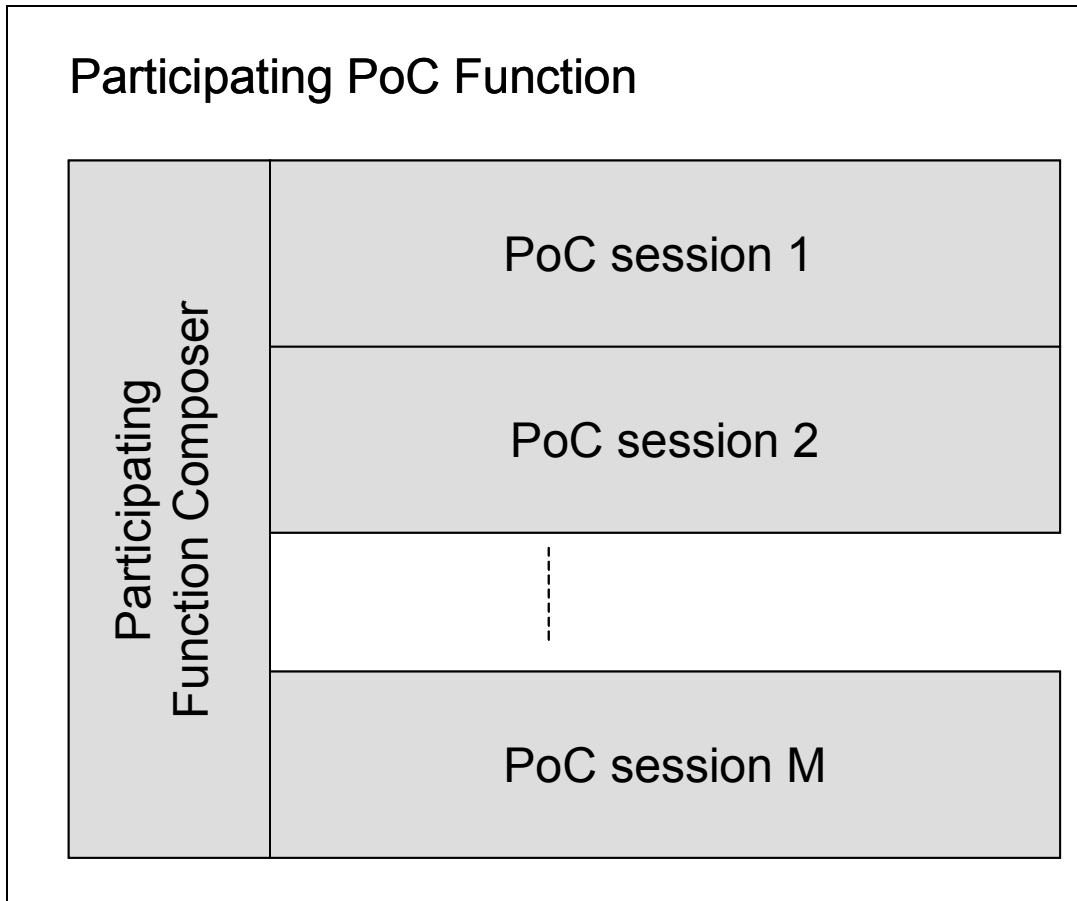 Participating PoC Function
Participating
Function Composer
PoC session 1
PoC session 2
PoC session M